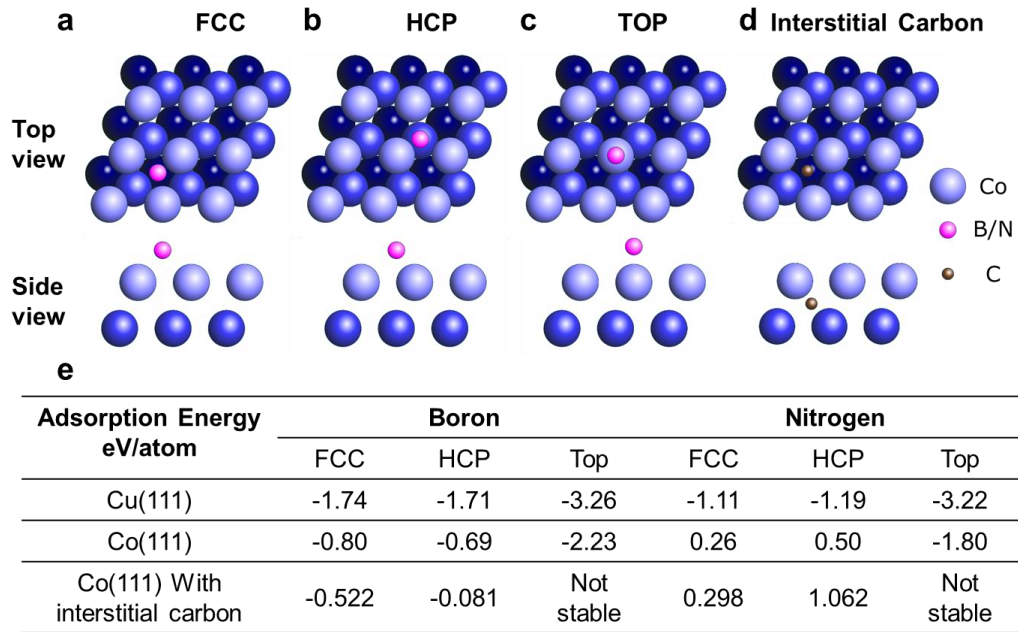 a FCC b HCP c TOP d Interstitial Carbon
Top
view
Co
B/N
C
Side
view
e
Adsorption Energy
eV/atom
Boron Nitrogen
FCC HCP Top FCC HCP Top
Cu(111) -1.74 -1.71 -3.26 -1.11 -1.19 -3.22
Co(111) -0.80 -0.69 -2.23 0.26 0.50 -1.80
Co(111) With
interstitial carbon
-0.522 -0.081 Not
stable
0.298 1.062 Not
stable